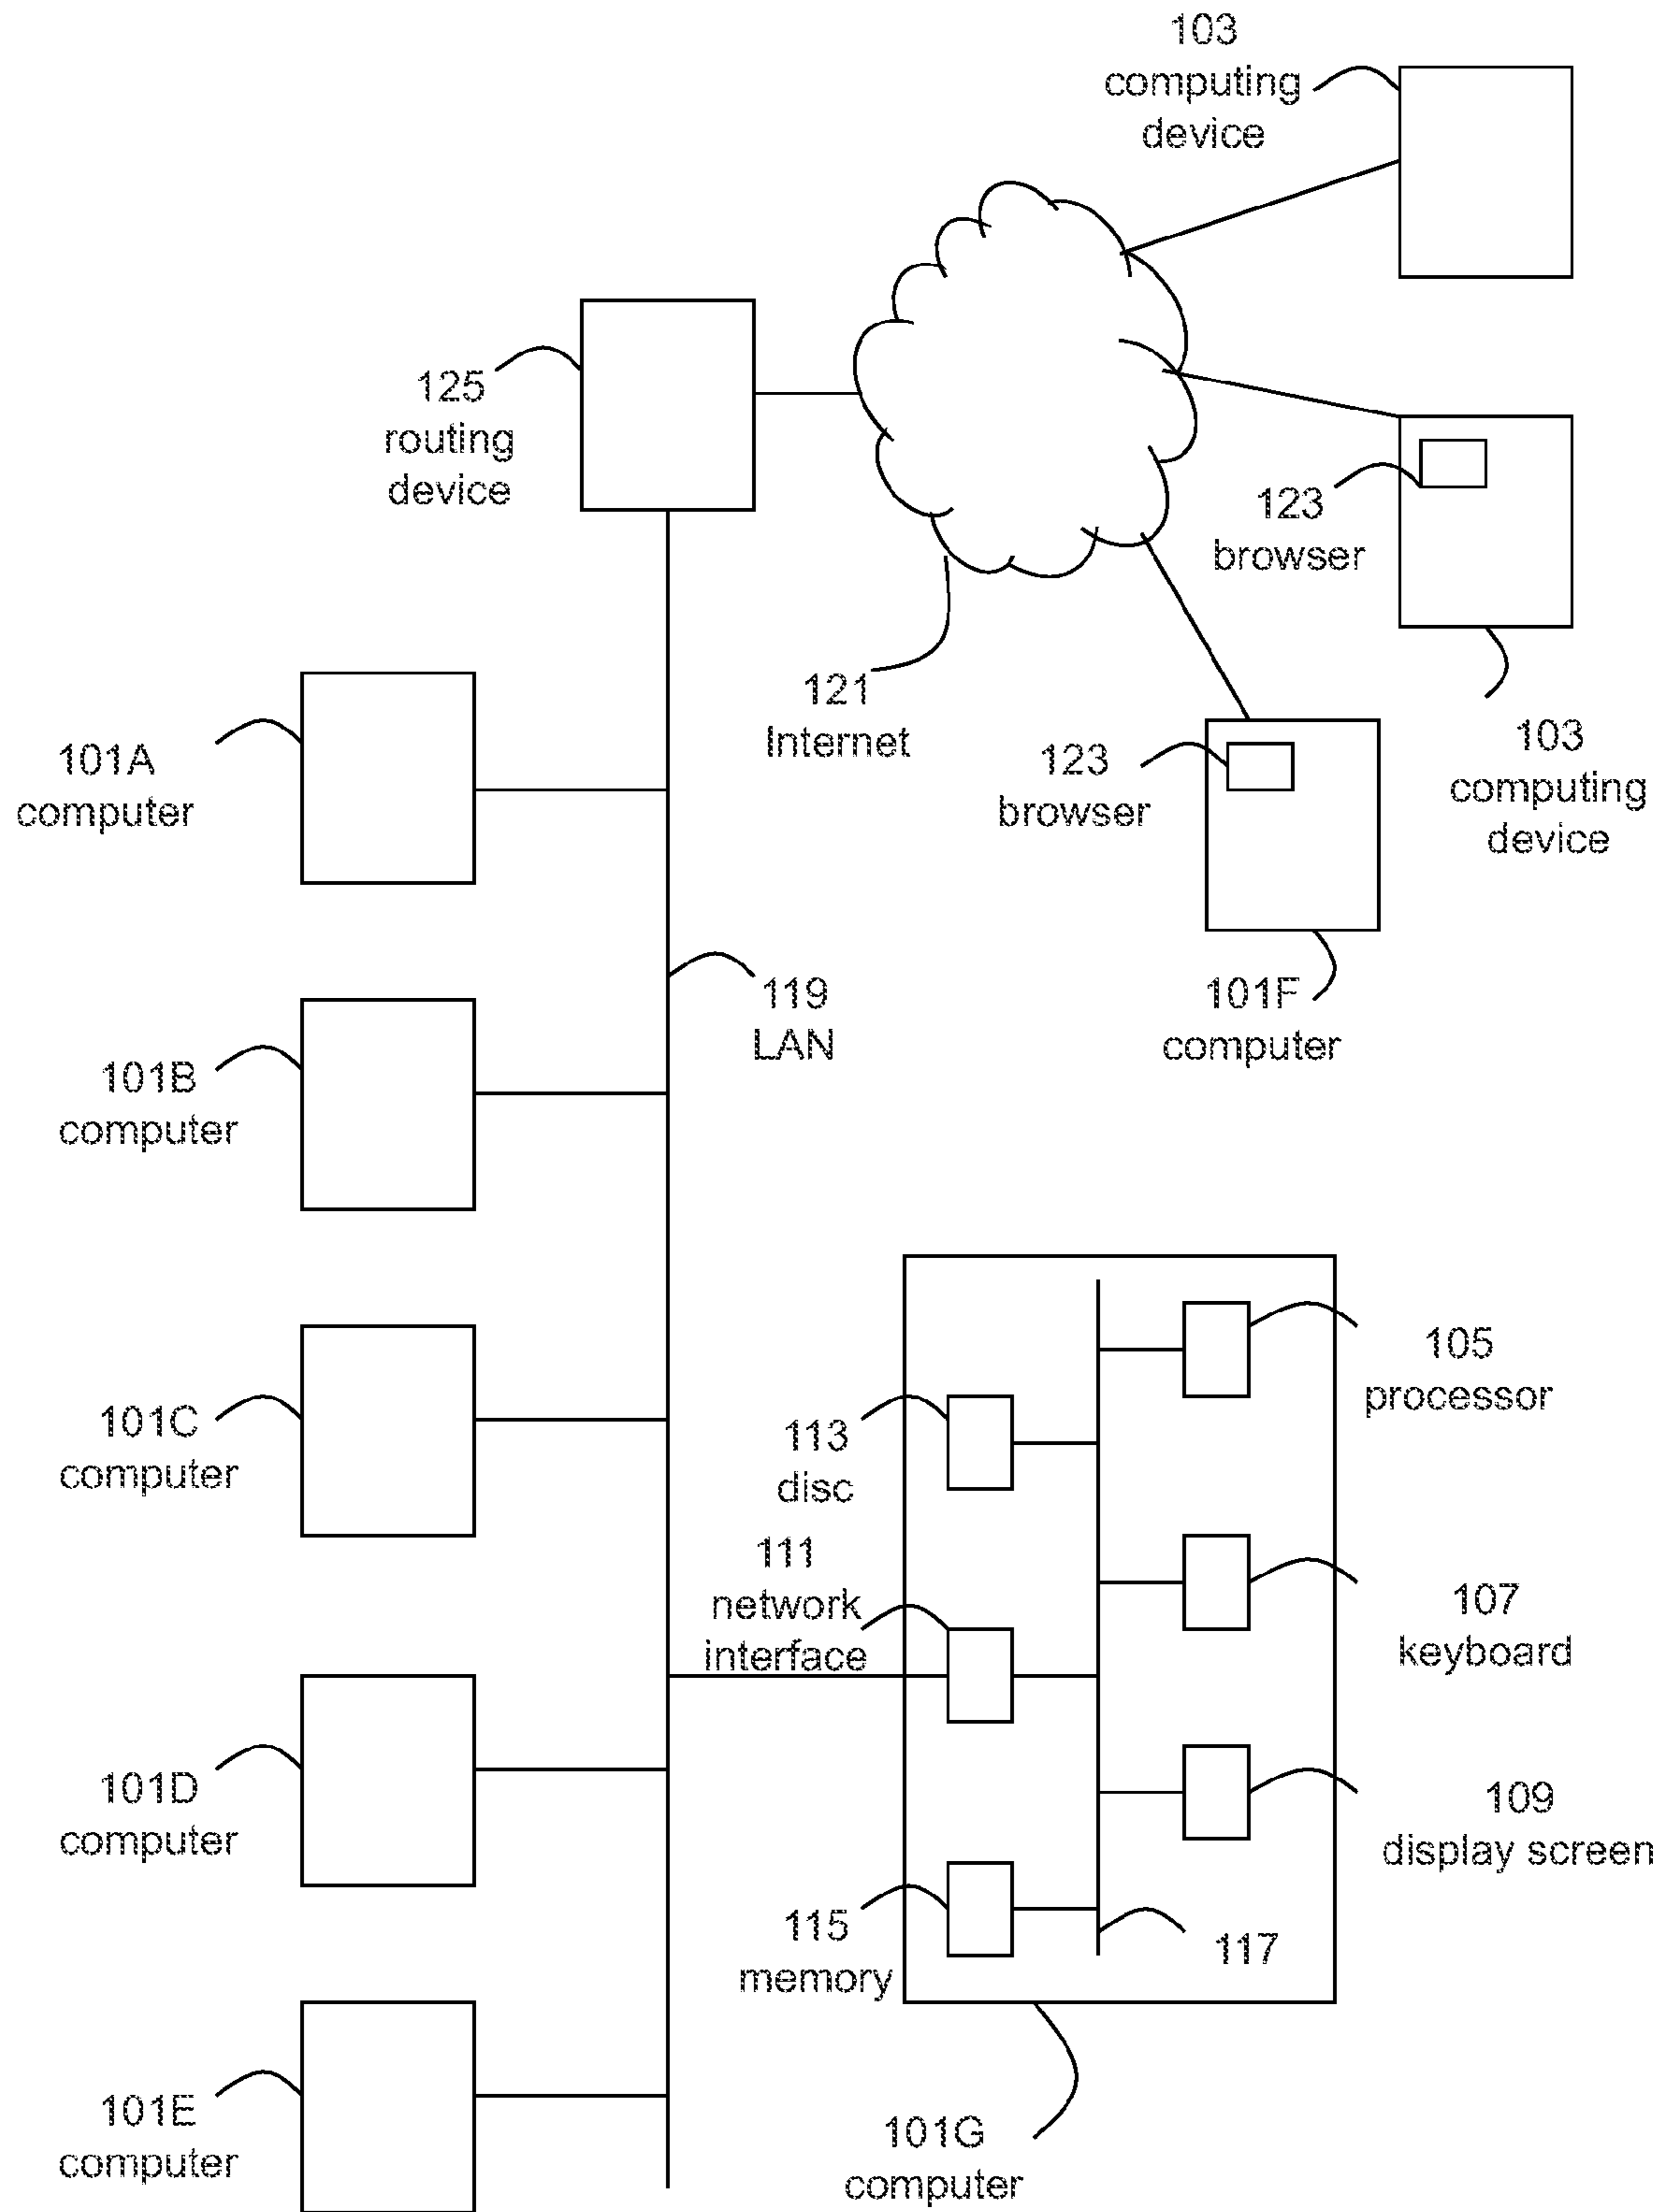 103
computing
device
125
routing
device
123
browser
121
Internet
103
computing
device
123
browser
101A
computer
119
LAN
101F
computer
101B
computer
105
processor
101C
computer
113
disc
111
network
interface
107
keyboard
101D
computer
109
display screen
115
memory
117
101E
computer
101G
computer